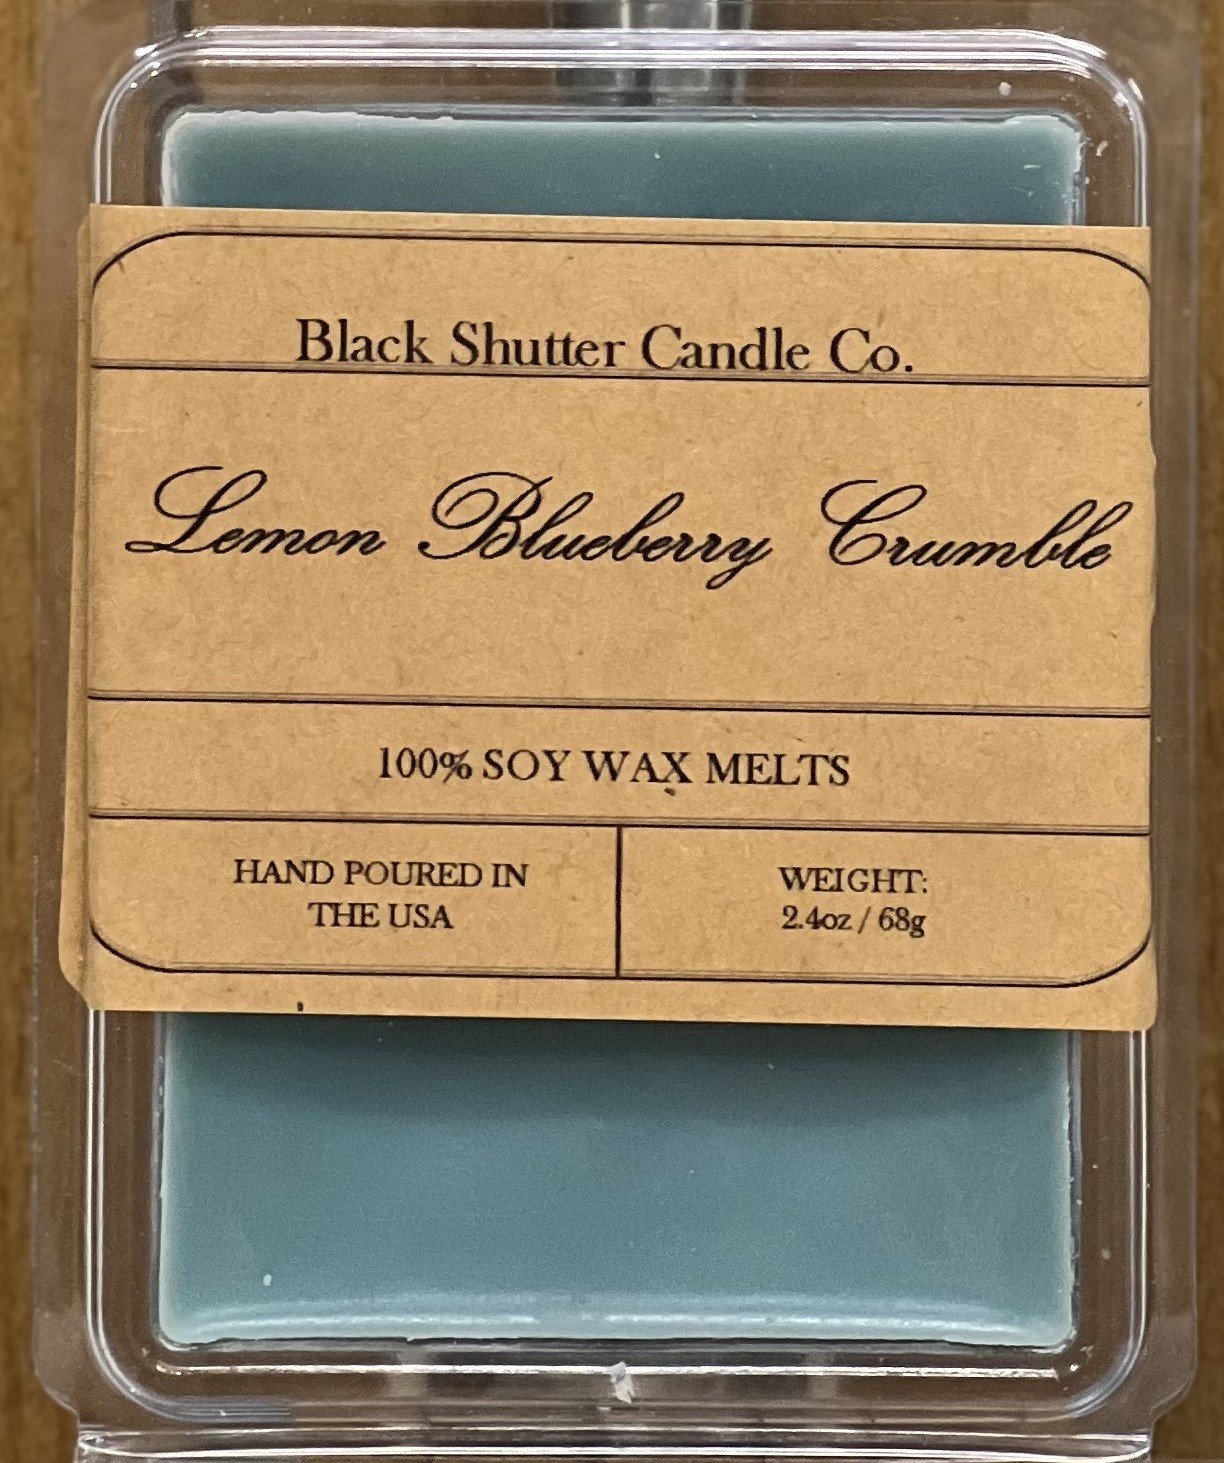 Black Shutter Candle Co.
Lemon Blueberry Crumble
100% SOY WAX MELTS
HAND POURED IN
THE USA
WEIGHT:
2.4oz / 68g